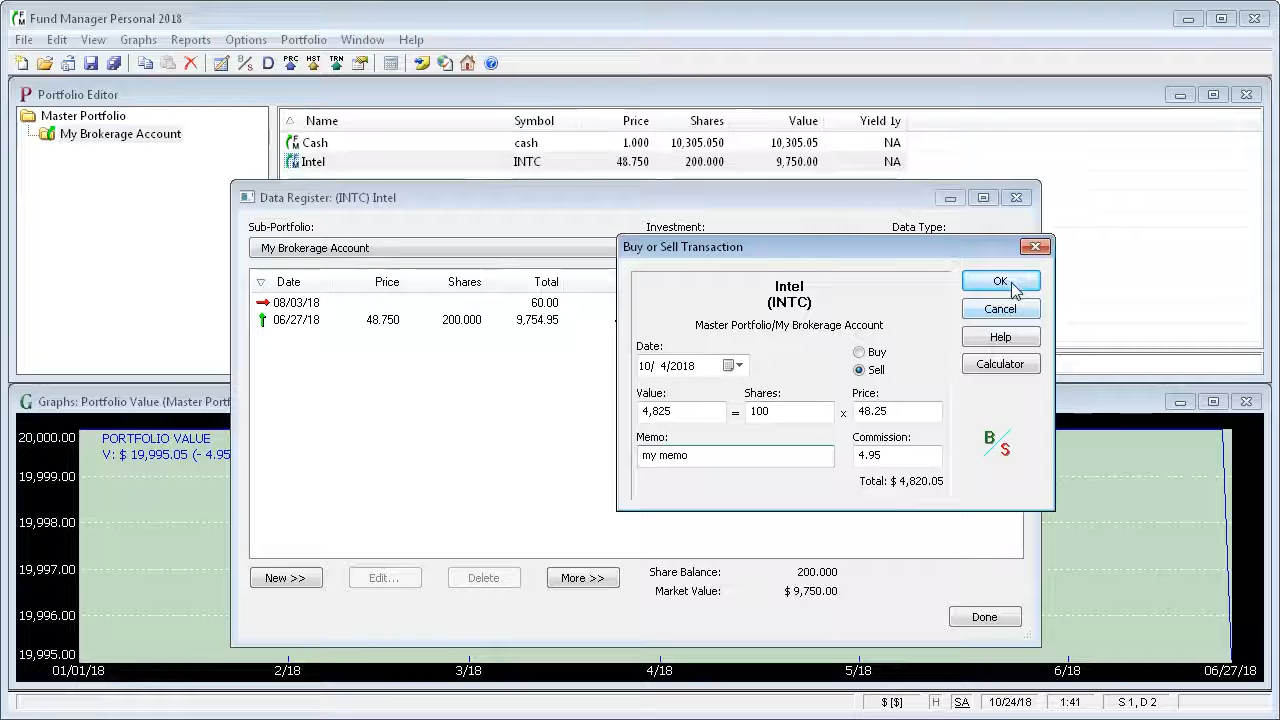 Fund Manager Personal 2018
File Edit View Graphs Reports Options Portfolio Window Help
B/S D PRC HST TRN
P Portfolio Editor
Master Portfolio
My Brokerage Account
Name Symbol Price Shares Value Yield 1y
Cash cash 1.000 10,305.050 10,305.05 NA
Intel INTC 48.750 200.000 9,750.00 NA
Data Register: (INTC) Intel
Sub-Portfolio: Investment: Data Type:
My Brokerage Account
Date Price Shares Total
08/03/18 60.00
06/27/18 48.750 200.000 9,754.95
New >> Edit... Delete More >>
Share Balance: 200.000
Market Value: $ 9,750.00
Done
Buy or Sell Transaction
Intel
(INTC)
Master Portfolio/My Brokerage Account
Date:
10/ 4/2018
Buy
Sell
Value: Shares: Price:
4,825 = 100 x 48.25
Memo: Commission:
my memo 4.95
Total: $ 4,820.05
OK
Cancel
Help
Calculator
B/S
G Graphs: Portfolio Value (Master Port
PORTFOLIO VALUE
V: $ 19,995.05 (- 4.95
20,000.00
19,999.00
19,998.00
19,997.00
19,996.00
19,995.00
01/01/18 2/18 3/18 4/18 5/18 6/18 06/27/18
$ [$] H SA 10/24/18 1:41 S 1, D 2